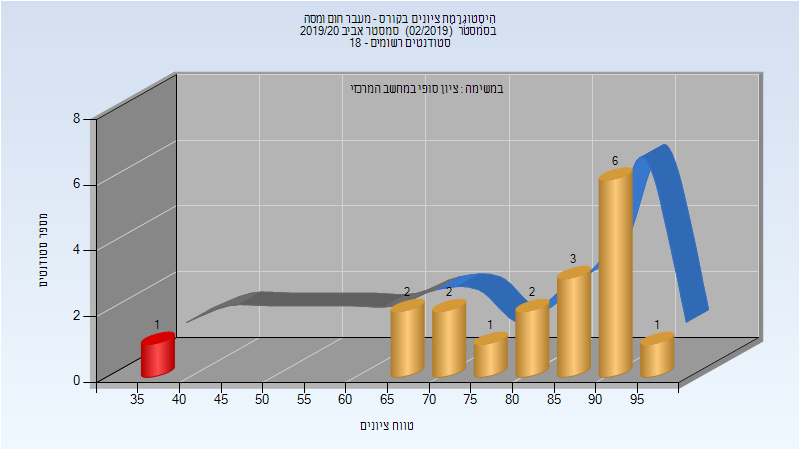 היסטוגרמת ציונים בקורס - מעבר חום ומסה
בסמסטר (02/2019) סמסטר אביב 2019/20
סטודנטים רשומים - 18
במשימה : ציון סופי במחשב המרכזי
8
6
4
2
0
מספר סטודנטים
1
2
2
1
2
3
6
1
35 40 45 50 55 60 65 70 75 80 85 90 95
טווח ציונים